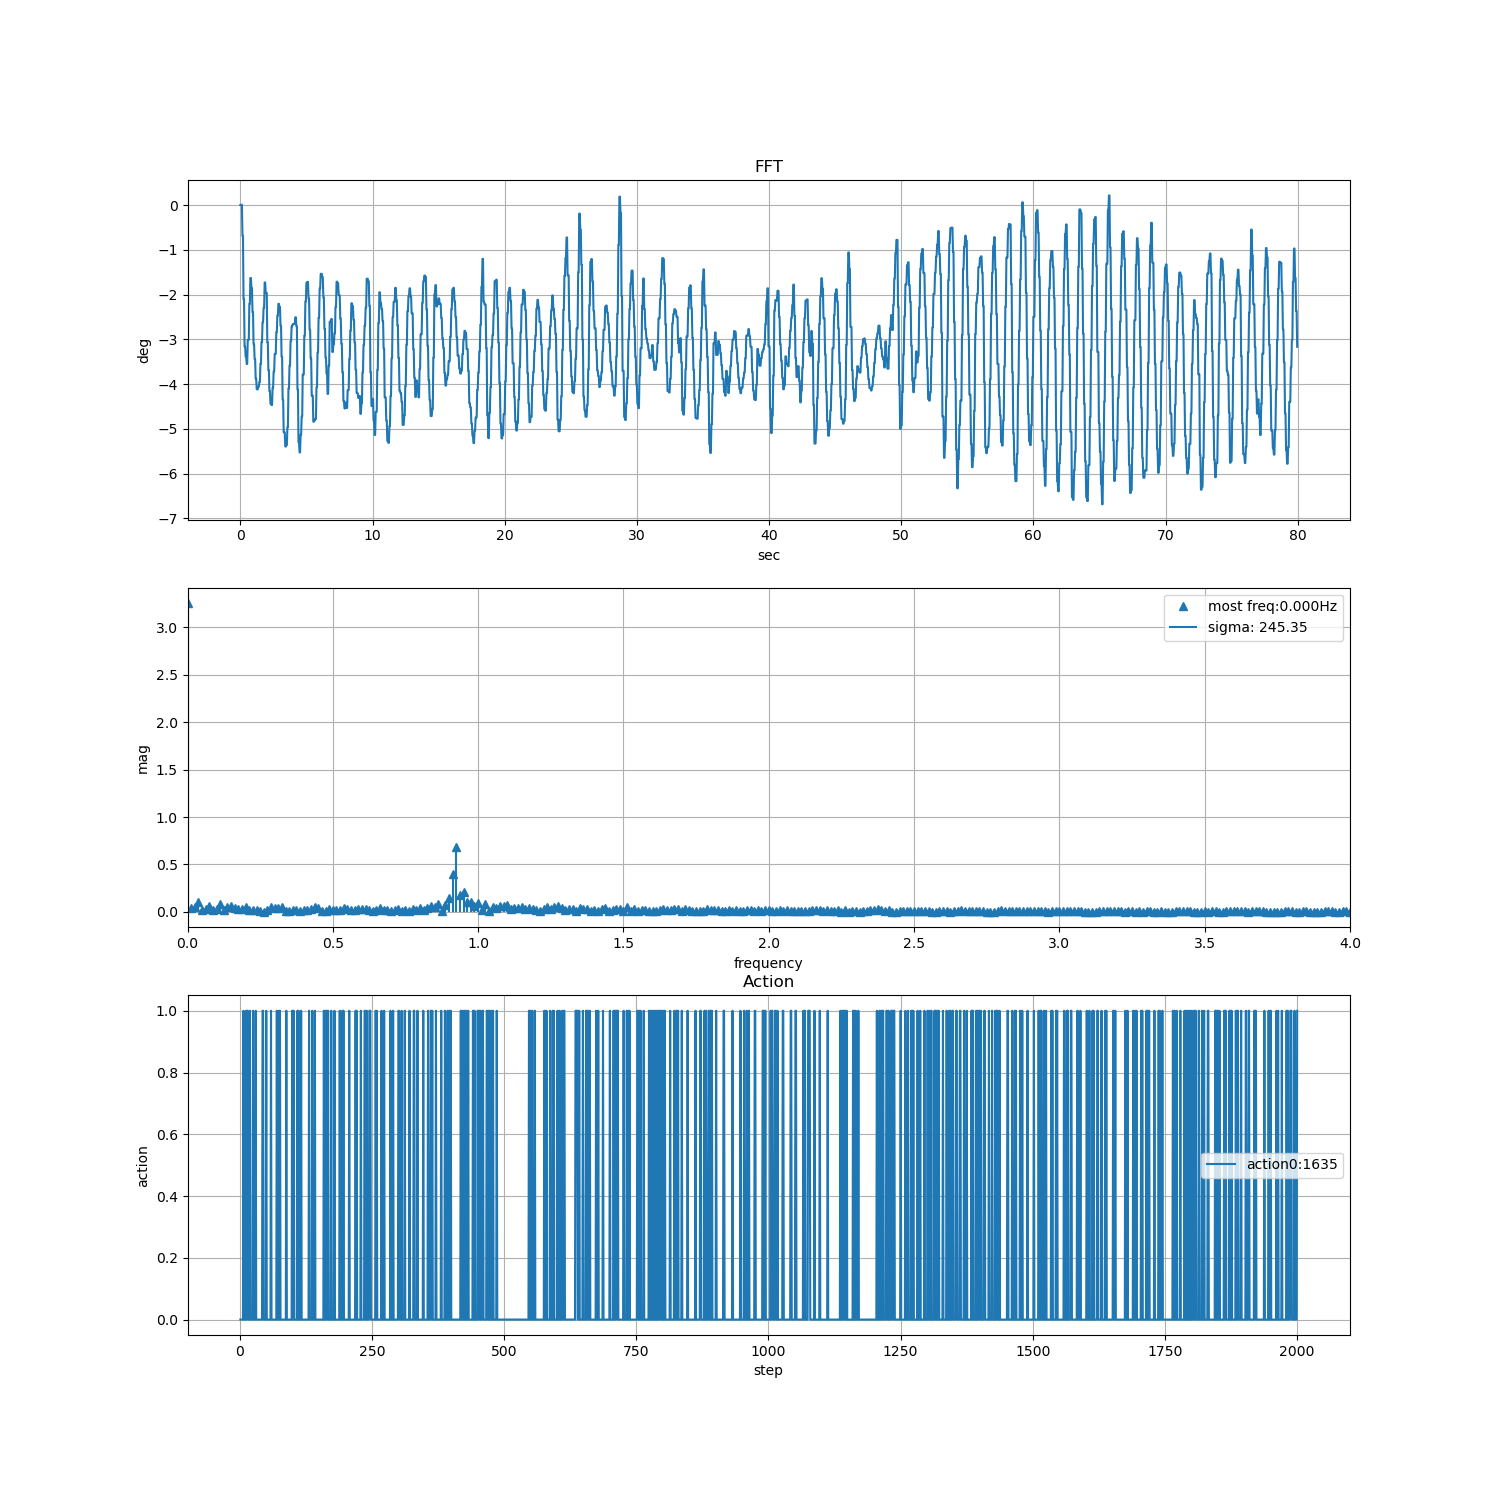 FFT
deg
0
−1
−2
−3
−4
−5
−6
−7
0 10 20 30 40 50 60 70 80
sec
most freq:0.000Hz
sigma: 245.35
mag
3.0
2.5
2.0
1.5
1.0
0.5
0.0
0.0 0.5 1.0 1.5 2.0 2.5 3.0 3.5 4.0
frequency
Action
action
1.0
0.8
0.6
0.4
0.2
0.0
action0:1635
0 250 500 750 1000 1250 1500 1750 2000
step